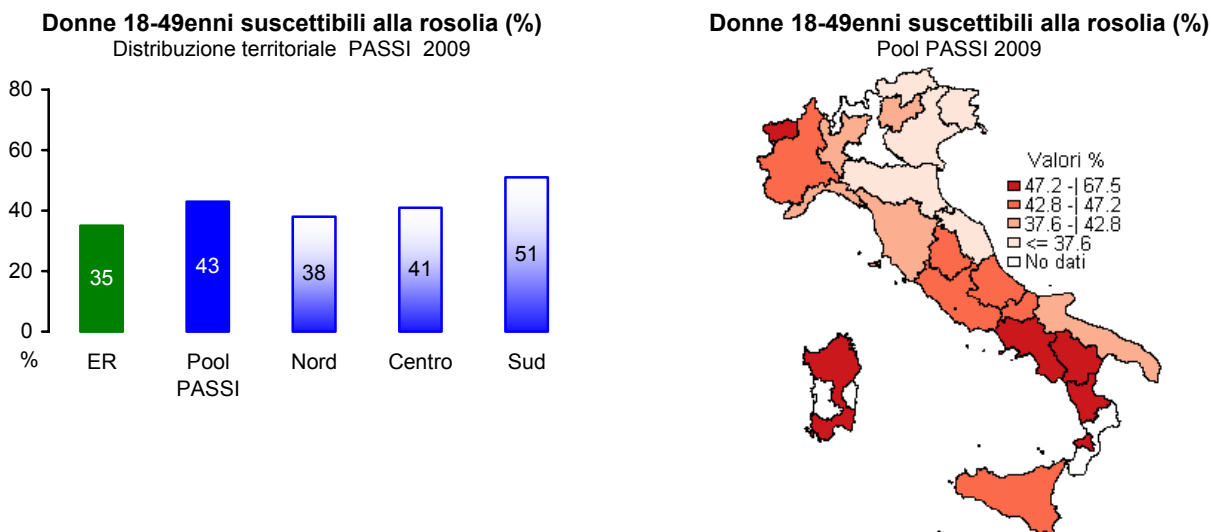 Donne 18-49enni suscettibili alla rosolia (%)
Distribuzione territoriale PASSI 2009
80
60
40
20
0
%
35
43
38
41
51
ER
Pool PASSI
Nord
Centro
Sud
Donne 18-49enni suscettibili alla rosolia (%)
Pool PASSI 2009
Valori %
47.2 -| 67.5
42.8 -| 47.2
37.6 -| 42.8
<= 37.6
No dati